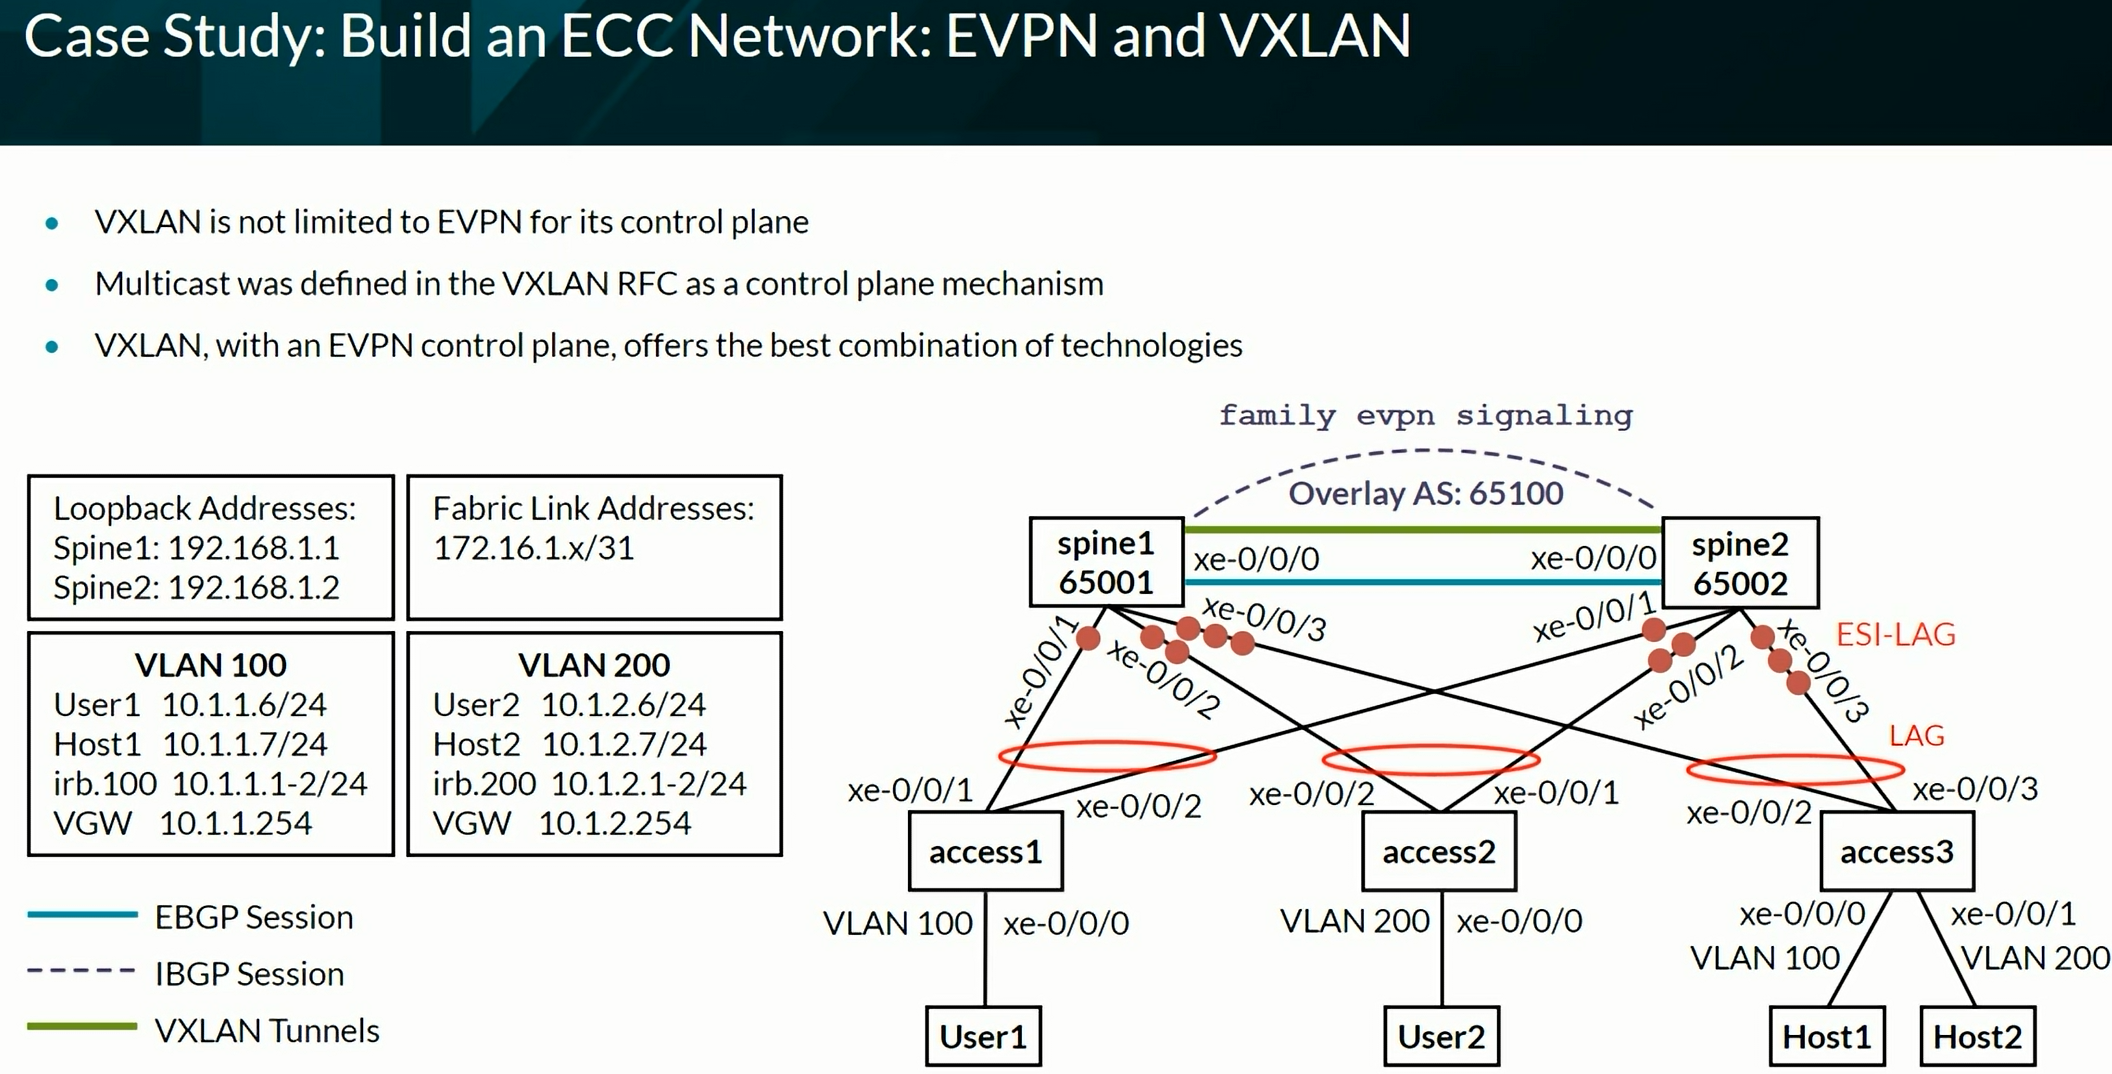 Case Study: Build an ECC Network: EVPN and VXLAN
VXLAN is not limited to EVPN for its control plane
Multicast was defined in the VXLAN RFC as a control plane mechanism
VXLAN, with an EVPN control plane, offers the best combination of technologies
Loopback Addresses:
Spine1: 192.168.1.1
Spine2: 192.168.1.2
Fabric Link Addresses:
172.16.1.x/31
VLAN 100
User1 10.1.1.6/24
Host1 10.1.1.7/24
irb.100 10.1.1.1-2/24
VGW 10.1.1.254
VLAN 200
User2 10.1.2.6/24
Host2 10.1.2.7/24
irb.200 10.1.2.1-2/24
VGW 10.1.2.254
EBGP Session
IBGP Session
VXLAN Tunnels
family evpn signaling
Overlay AS: 65100
spine1
65001
xe-0/0/0
xe-0/0/0
spine2
65002
xe-0/0/1
xe-0/0/2
xe-0/0/3
xe-0/0/1
xe-0/0/2
xe-0/0/3
ESI-LAG
LAG
xe-0/0/1
xe-0/0/2
xe-0/0/2
xe-0/0/1
xe-0/0/2
xe-0/0/3
access1
access2
access3
VLAN 100
xe-0/0/0
VLAN 200
xe-0/0/0
xe-0/0/0
VLAN 100
xe-0/0/1
VLAN 200
User1
User2
Host1
Host2